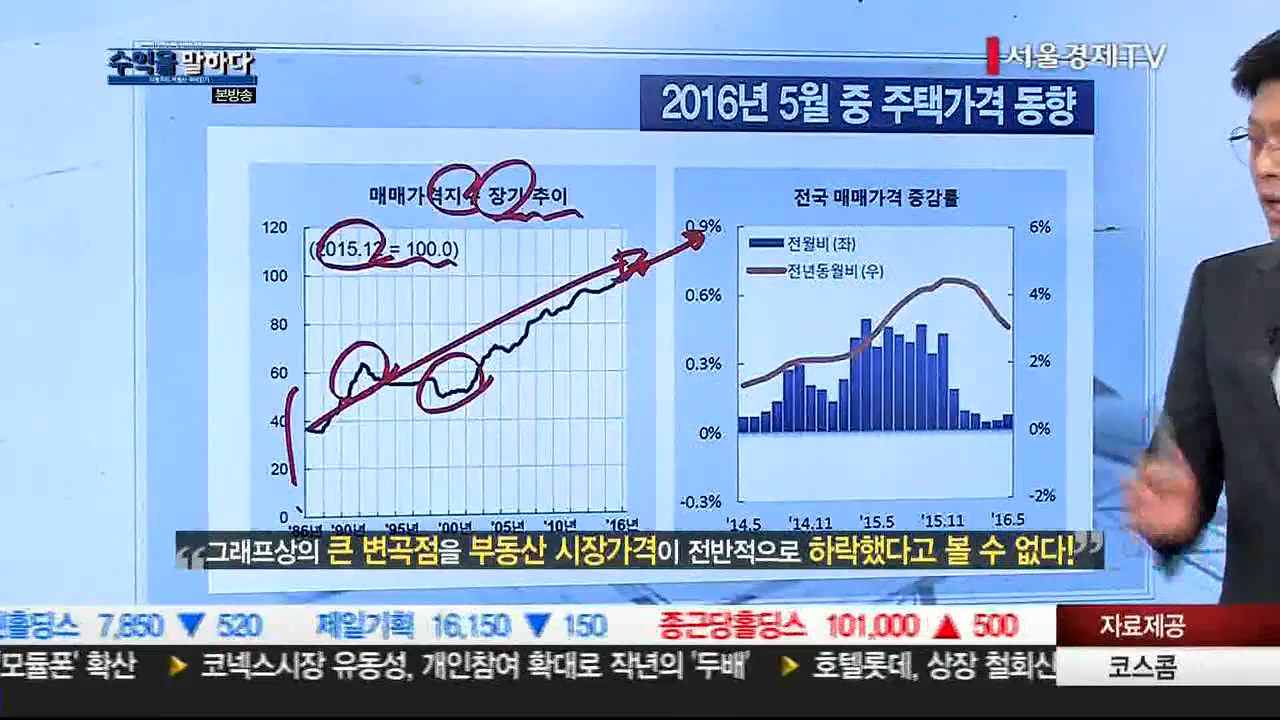 수익을 말하다
본방송
서울경제TV
2016년 5월 중 주택가격 동향
매매가격지수 장기 추이
(2015.12 = 100.0)
120
100
80
60
40
20
0
'86년 '90년 '95년 '00년 '05년 '10년 '16년
전국 매매가격 증감률
전월비 (좌)
전년동월비 (우)
0.9%
0.6%
0.3%
0%
-0.3%
6%
4%
2%
0%
-2%
'14.5 '14.11 '15.5 '15.11 '16.5
“그래프상의 큰 변곡점을 부동산 시장가격이 전반적으로 하락했다고 볼 수 없다!”
홀딩스 7,850 ▼ 520 제일기획 16,150 ▼ 150 종근당홀딩스 101,000 ▲ 500
자료제공
'모듈폰' 확산 ▶ 코넥스시장 유동성, 개인참여 확대로 작년의 '두배' ▶ 호텔롯데, 상장 철회신
코스콤